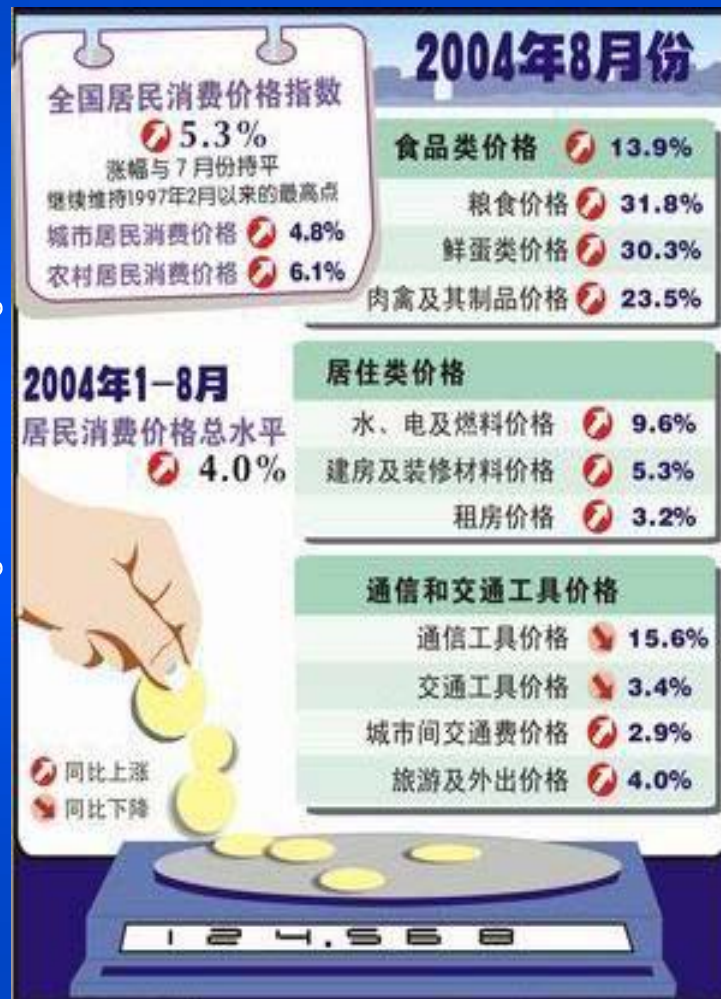 2004年8月份
全国居民消费价格指数
5.3%
涨幅与7月份持平
继续维持1997年2月以来的最高点
城市居民消费价格 4.8%
农村居民消费价格 6.1%
食品类价格 13.9%
粮食价格 31.8%
鲜蛋类价格 30.3%
肉禽及其制品价格 23.5%
2004年1-8月
居民消费价格总水平
4.0%
居住类价格
水、电及燃料价格 9.6%
建房及装修材料价格 5.3%
租房价格 3.2%
通信和交通工具价格
通信工具价格 15.6%
交通工具价格 3.4%
城市间交通费价格 2.9%
旅游及外出价格 4.0%
同比上涨
同比下降
124.568